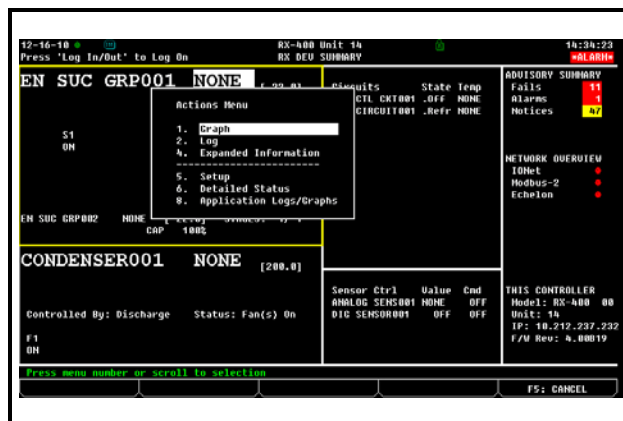 12-16-10 RX-400 Unit 14 14:34:23
Press 'Log In/Out' to Log On RX DEV SUMMARY *ALARM*
EN SUC GRP001 NONE
S1
ON
Actions Menu
1. Graph
2. Log
4. Expanded Information
5. Setup
6. Detailed Status
8. Application Logs/Graphs
EN SUC GRP002 NONE
CAP 100%
CONDENSER001 NONE [200.0]
Controlled By: Discharge Status: Fan(s) On
F1
ON
Circuits State Temp
CTL CKT001 .OFF NONE
CIRCUIT001 .Refr NONE
Sensor Ctrl Value Cmd
ANALOG SENS001 NONE OFF
DIG SENSOR001 OFF OFF
ADVISORY SUMMARY
Fails 11
Alarms 1
Notices 47
NETWORK OVERVIEW
IONet
Modbus-2
Echelon
THIS CONTROLLER
Model: RX-400 00
Unit: 14
IP: 10.212.237.232
F/W Rev: 4.00B19
Press menu number or scroll to selection
F5: CANCEL